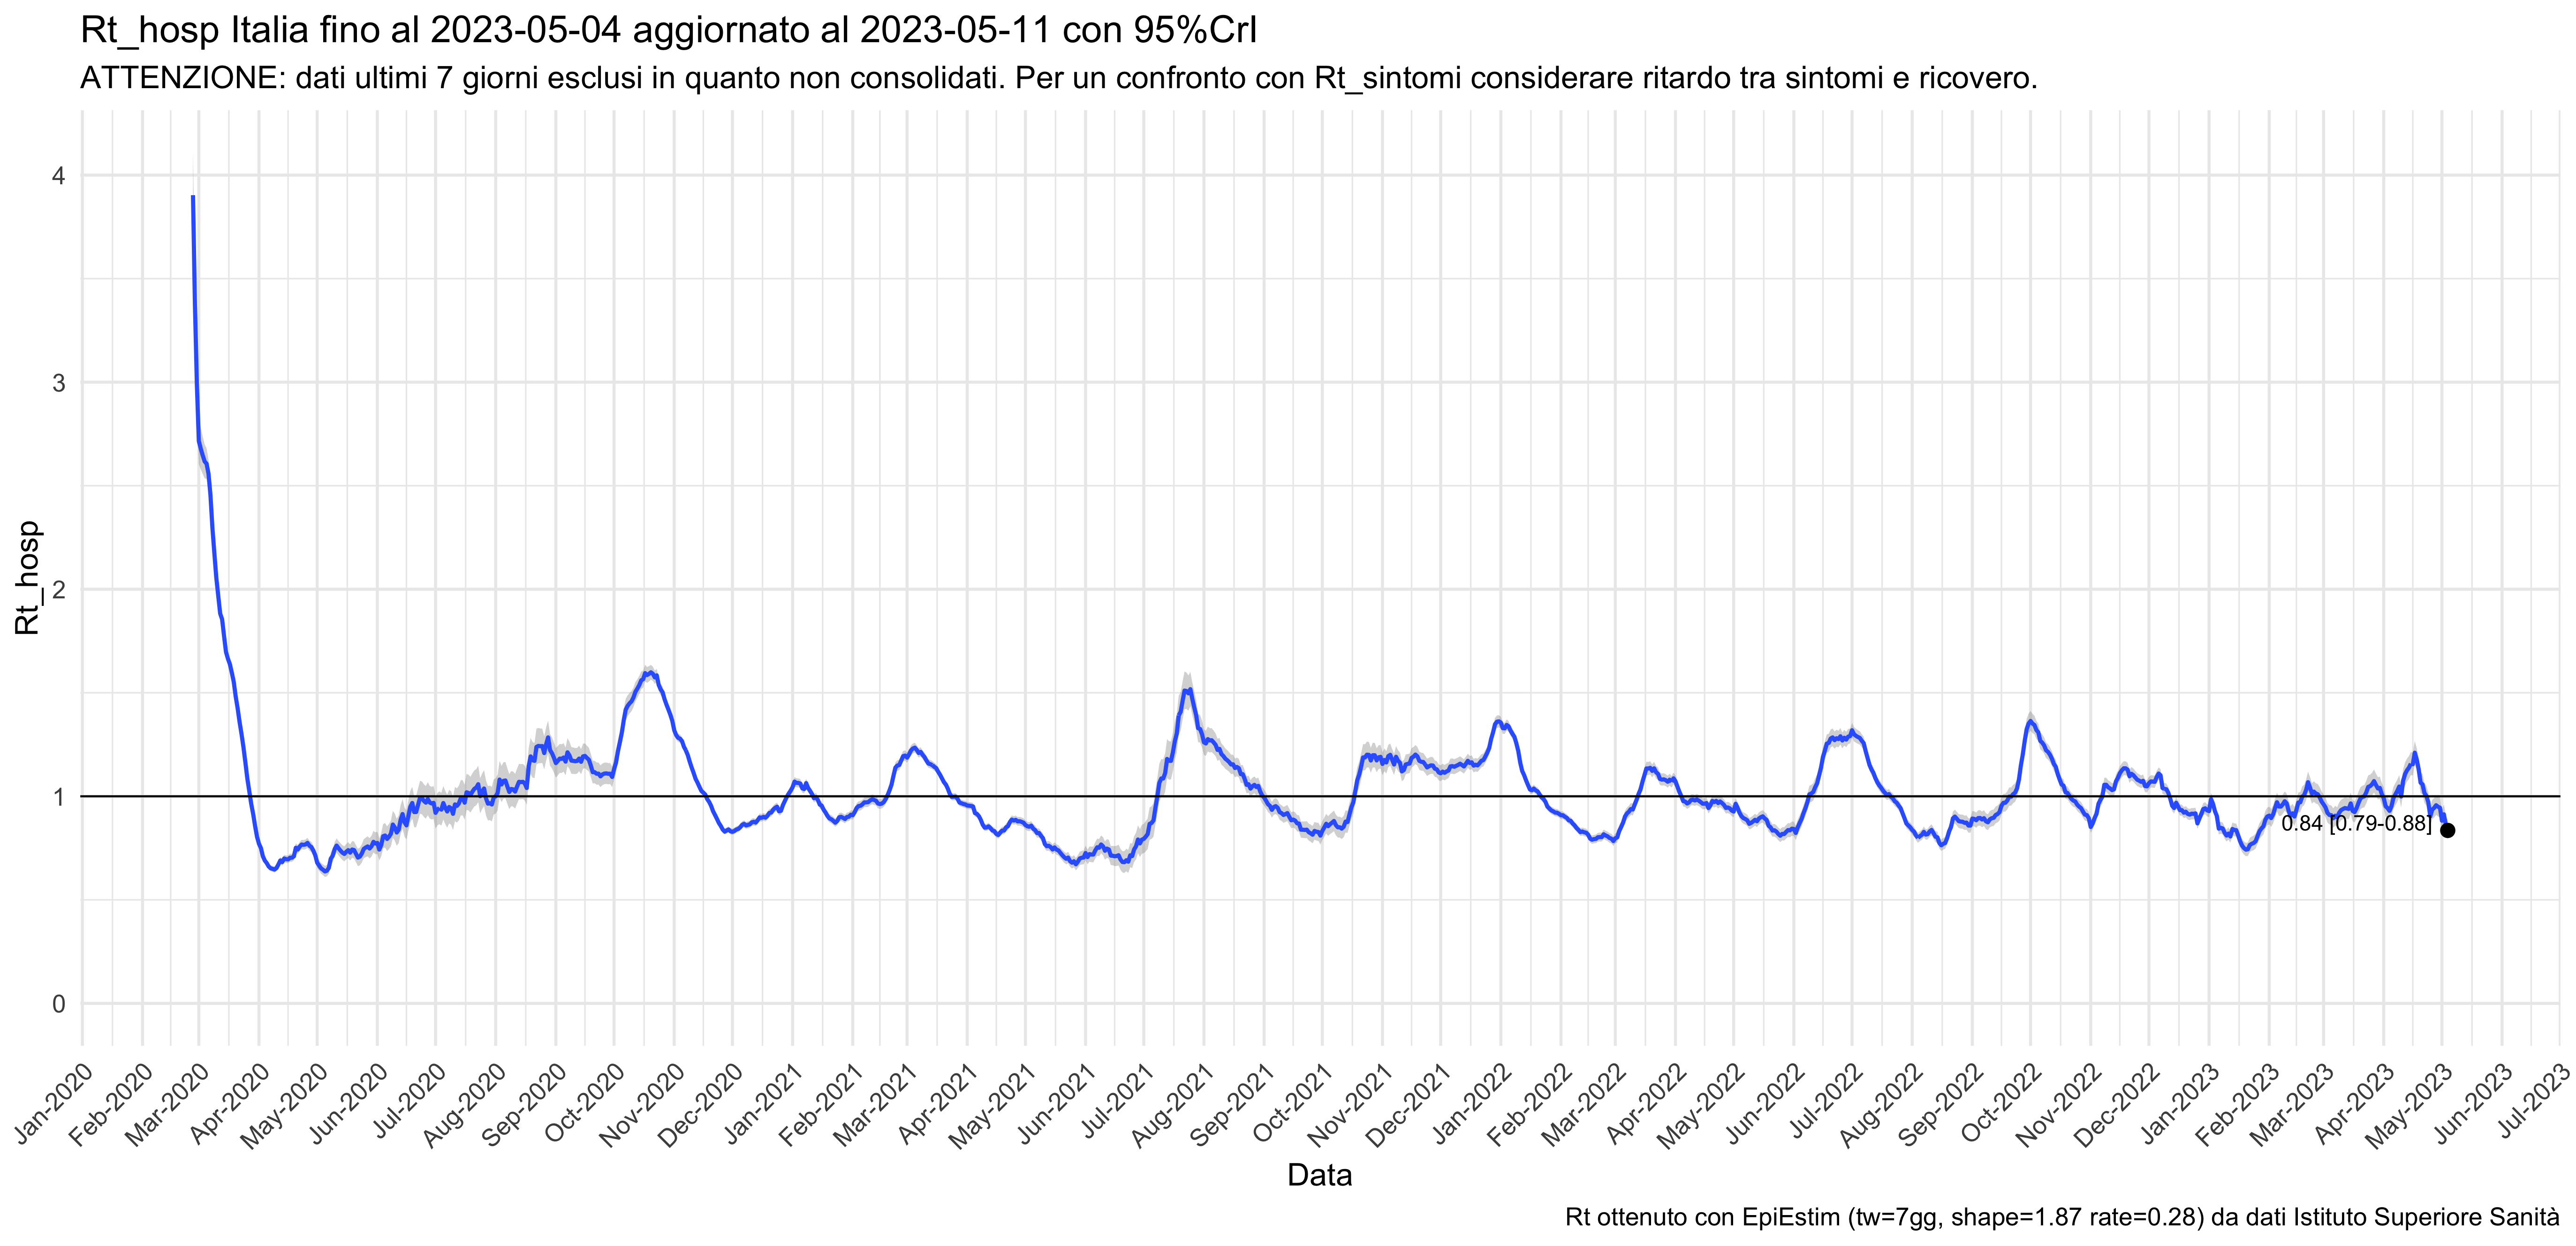 Rt_hosp Italia fino al 2023-05-04 aggiornato al 2023-05-11 con 95%CrI
ATTENZIONE: dati ultimi 7 giorni esclusi in quanto non consolidati. Per un confronto con Rt_sintomi considerare ritardo tra sintomi e ricovero.
4
3
2
1
0
Rt_hosp
0.84 [0.79-0.88]
Jan-2020
Feb-2020
Mar-2020
Apr-2020
May-2020
Jun-2020
Jul-2020
Aug-2020
Sep-2020
Oct-2020
Nov-2020
Dec-2020
Jan-2021
Feb-2021
Mar-2021
Apr-2021
May-2021
Jun-2021
Jul-2021
Aug-2021
Sep-2021
Oct-2021
Nov-2021
Dec-2021
Jan-2022
Feb-2022
Mar-2022
Apr-2022
May-2022
Jun-2022
Jul-2022
Aug-2022
Sep-2022
Oct-2022
Nov-2022
Dec-2022
Jan-2023
Feb-2023
Mar-2023
Apr-2023
May-2023
Jun-2023
Jul-2023
Data
Rt ottenuto con EpiEstim (tw=7gg, shape=1.87 rate=0.28) da dati Istituto Superiore Sanità